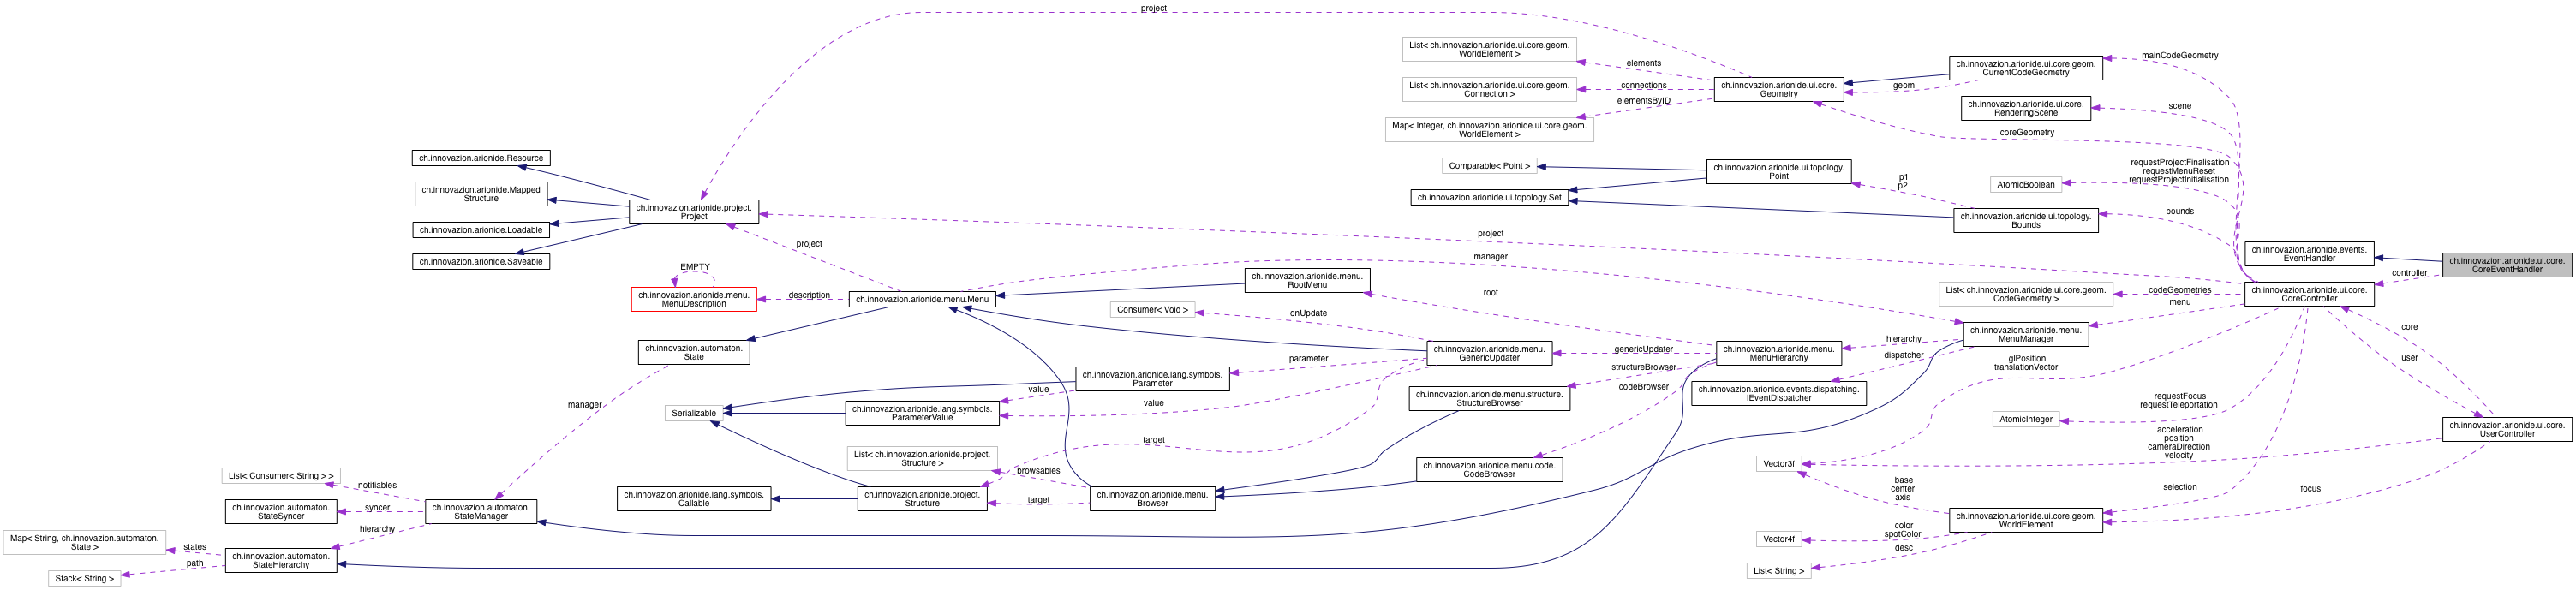 project
List< ch.innovazion.arionide.ui.core.geom.
WorldElement >
elements
List< ch.innovazion.arionide.ui.core.geom.
Connection >
connections
elementsByID
Map< Integer, ch.innovazion.arionide.ui.core.geom.
WorldElement >
ch.innovazion.arionide.ui.core.
Geometry
geom
ch.innovazion.arionide.ui.core.geom.
CurrentCodeGeometry
mainCodeGeometry
ch.innovazion.arionide.ui.core.
RenderingScene
scene
coreGeometry
ch.innovazion.arionide.Resource
ch.innovazion.arionide.Mapped
Structure
ch.innovazion.arionide.Loadable
ch.innovazion.arionide.Saveable
ch.innovazion.arionide.project.
Project
Comparable< Point >
ch.innovazion.arionide.ui.topology.Set
ch.innovazion.arionide.ui.topology.
Point
p1
p2
AtomicBoolean
requestProjectFinalisation
requestMenuReset
requestProjectInitialisation
ch.innovazion.arionide.ui.topology.
Bounds
bounds
project
project
manager
ch.innovazion.arionide.events.
EventHandler
ch.innovazion.arionide.ui.core.
CoreEventHandler
controller
EMPTY
ch.innovazion.arionide.menu.
MenuDescription
description
ch.innovazion.arionide.menu.Menu
ch.innovazion.arionide.menu.
RootMenu
root
List< ch.innovazion.arionide.ui.core.geom.
CodeGeometry >
codeGeometries
menu
ch.innovazion.arionide.ui.core.
CoreController
Consumer< Void >
onUpdate
ch.innovazion.arionide.menu.
MenuManager
hierarchy
dispatcher
core
user
ch.innovazion.automaton.
State
ch.innovazion.arionide.menu.
GenericUpdater
genericUpdater
ch.innovazion.arionide.menu.
MenuHierarchy
glPosition
translationVector
parameter
ch.innovazion.arionide.lang.symbols.
Parameter
structureBrowser
codeBrowser
ch.innovazion.arionide.events.dispatching.
IEventDispatcher
value
value
manager
Serializable
ch.innovazion.arionide.lang.symbols.
ParameterValue
ch.innovazion.arionide.menu.structure.
StructureBrowser
requestFocus
requestTeleportation
AtomicInteger
ch.innovazion.arionide.ui.core.
UserController
target
acceleration
position
cameraDirection
velocity
List< ch.innovazion.arionide.project.
Structure >
browsables
ch.innovazion.arionide.menu.code.
CodeBrowser
Vector3f
List< Consumer< String > >
notifiables
ch.innovazion.arionide.lang.symbols.
Callable
ch.innovazion.arionide.project.
Structure
target
ch.innovazion.arionide.menu.
Browser
base
center
axis
selection
focus
ch.innovazion.automaton.
StateSyncer
syncer
ch.innovazion.automaton.
StateManager
hierarchy
ch.innovazion.arionide.ui.core.geom.
WorldElement
Vector4f
color
spotColor
desc
Map< String, ch.innovazion.automaton.
State >
states
ch.innovazion.automaton.
StateHierarchy
path
Stack< String >
List< String >